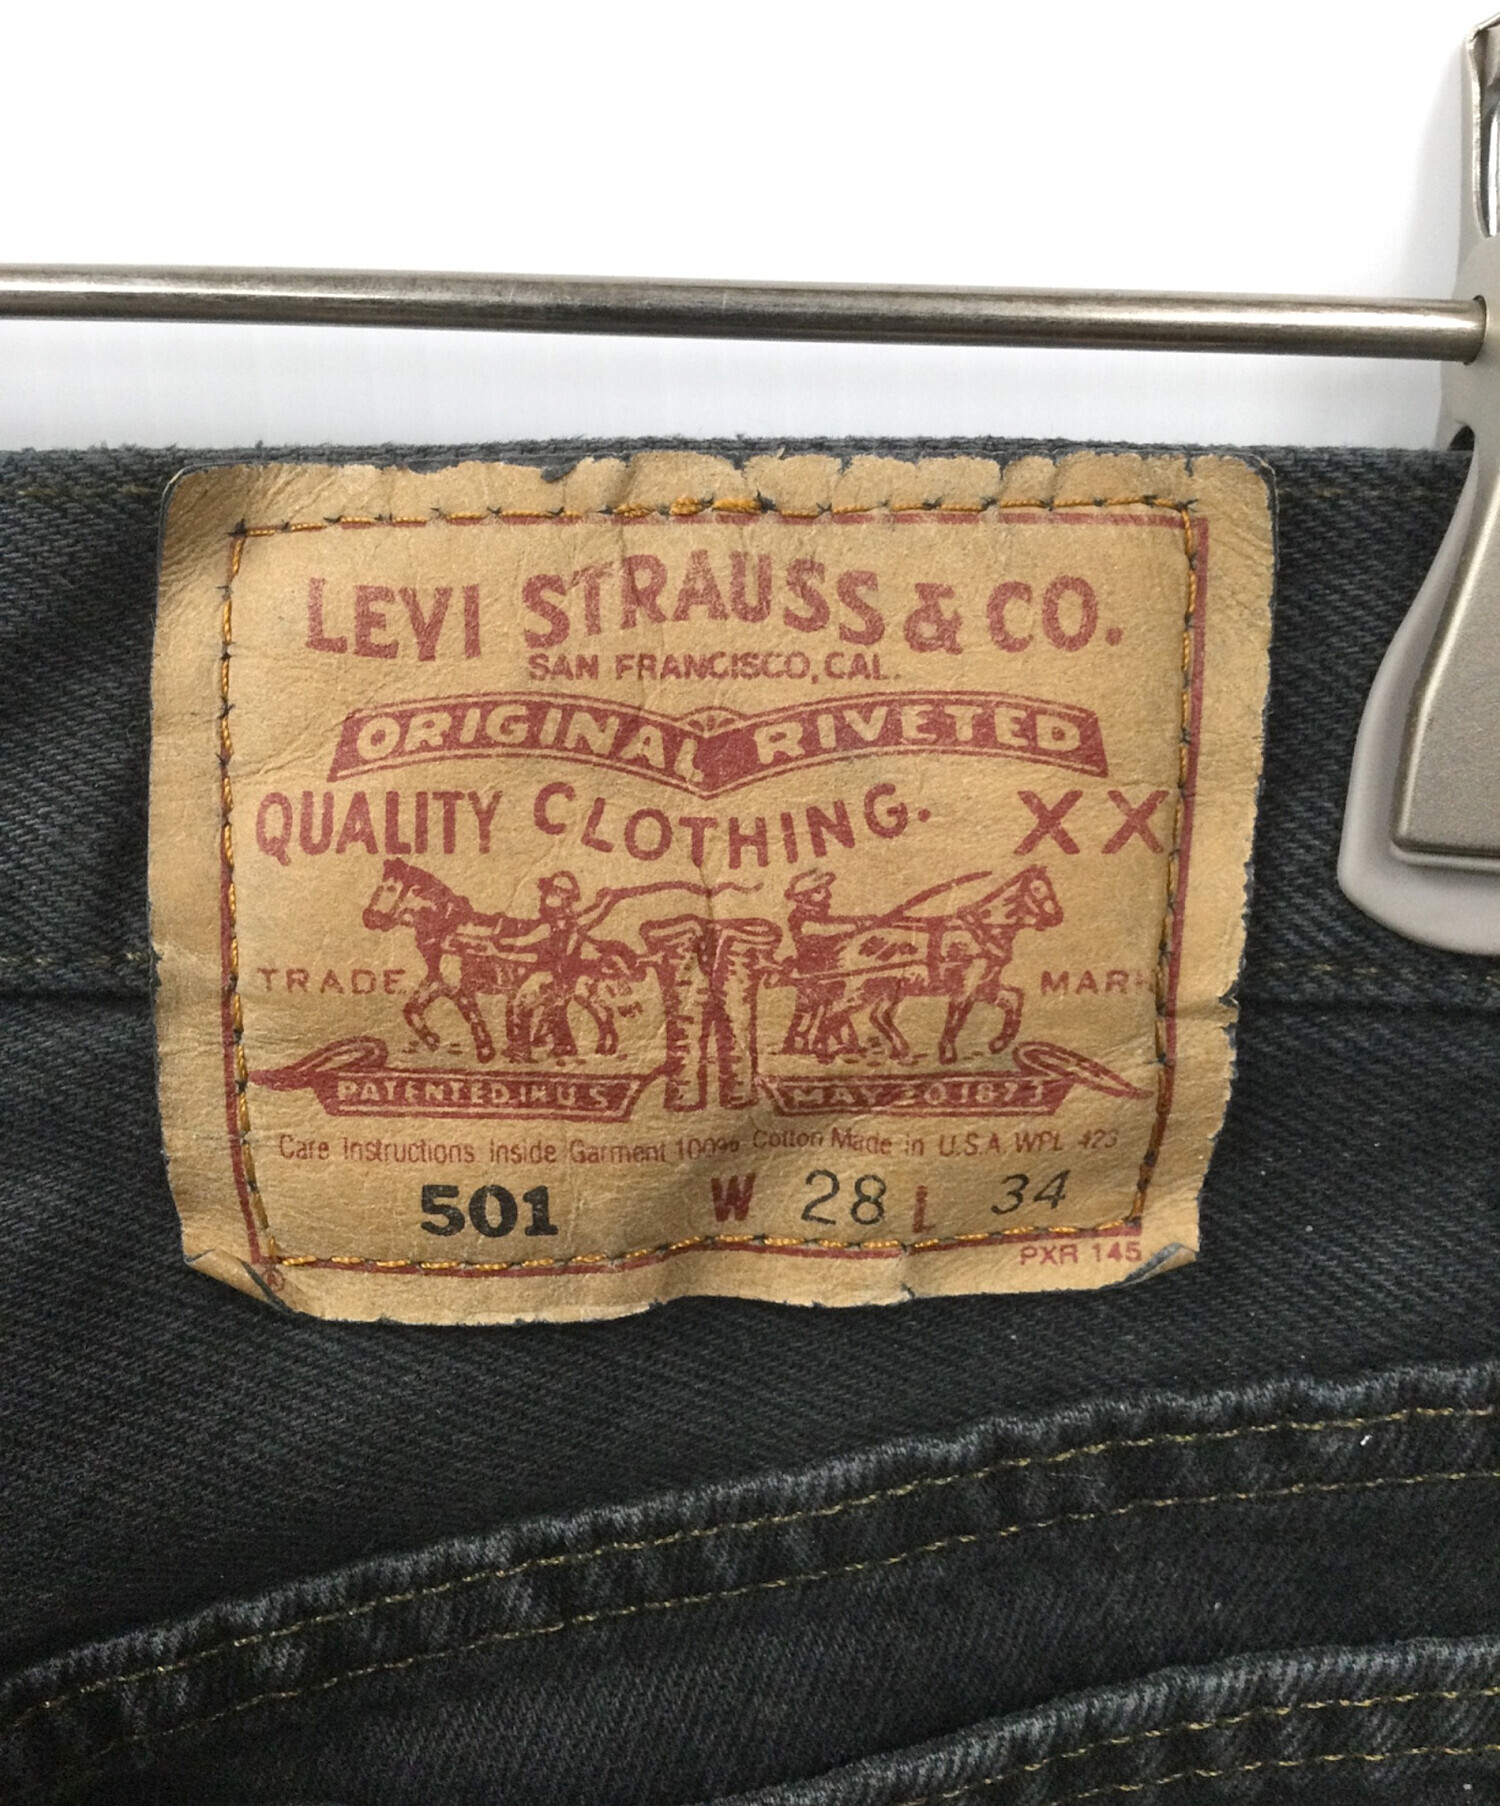 LEVI STRAUSS & CO.
SAN FRANCISCO, CAL.
ORIGINAL RIVETED
QUALITY CLOTHING. XX
TRADE MARK
PATENTED IN U S MAY 20 1873
Care Instructions Inside Garment 100% Cotton Made in U.S.A. WPL 423
501 W 28 L 34
PXR 145
®